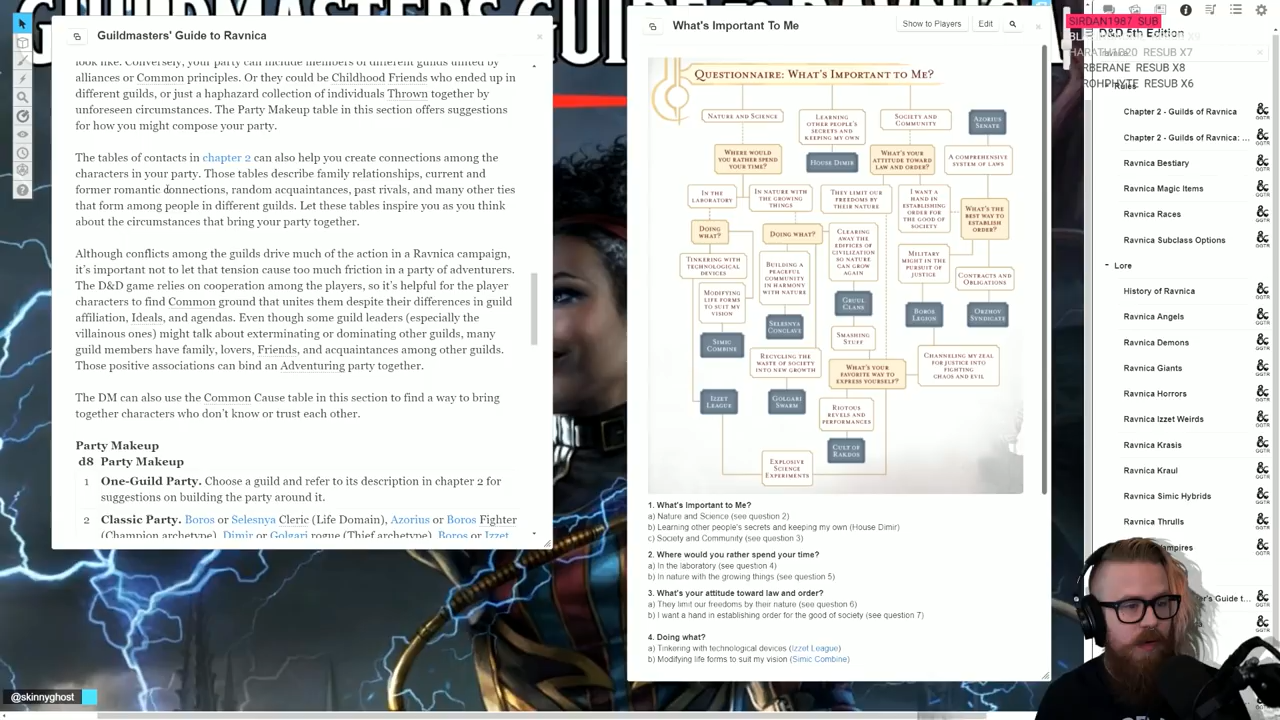 GUILDMASTERS' GUIDE TO RAVNICA
Guildmasters' Guide to Ravnica
look like. Conversely, your party can include members of different guilds united by
alliances or Common principles. Or they could be Childhood Friends who ended up in
different guilds, or just a haphazard collection of individuals Thrown together by
unforeseen circumstances. The Party Makeup table in this section offers suggestions
for how you might compose your party.
The tables of contacts in chapter 2 can also help you create connections among the
characters in your party. Those tables describe family relationships, current and
former romantic connections, random acquaintances, past rivals, and many other ties
that form among people in different guilds. Let these tables inspire you as you think
about the circumstances that bring your party together.
Although tensions among the guilds drive much of the action in a Ravnica campaign,
it's important not to let that tension cause too much friction in a party of adventurers.
The D&D game relies on cooperation among the players, so it's helpful for the player
characters to find Common ground that unites them despite their differences in guild
affiliation, Ideals and agendas. Even though some guild leaders (especially the
villainous ones) might talk about exterminating or dominating other guilds, many
guild members have family, lovers, Friends, and acquaintances among other guilds.
Those positive associations can bind an Adventuring party together.
The DM can also use the Common Cause table in this section to find a way to bring
together characters who don't know or trust each other.
Party Makeup
d8 Party Makeup
One-Guild Party. Choose a guild and refer to its description in chapter 2 for
suggestions on building the party around it.
2 Classic Party. Boros or Selesnya Cleric (Life Domain), Azorius or Boros Fighter
(Champion archetype), Dimir or Golgari rogue (Thief archetype), Boros or Izzet
@skinnyghost
What's Important To Me
Show to Players
Edit
QUESTIONNAIRE: WHAT'S IMPORTANT TO ME?
NATURE AND SCIENCE
LEARNING
OTHER PEOPLE'S
SECRETS AND
KEEPING MY OWN
SOCIETY AND
COMMUNITY
AZORIUS
SENATE
WHERE WOULD
YOU RATHER SPEND
YOUR TIME?
HOUSE DIMIR
WHAT'S YOUR
ATTITUDE TOWARD
LAW AND ORDER?
A COMPREHENSIVE
SYSTEM OF LAWS
IN THE
LABORATORY
IN NATURE WITH
THE GROWING
THINGS
THEY LIMIT OUR
FREEDOMS BY
THEIR NATURE
I WANT A
HAND IN
ESTABLISHING
ORDER FOR
THE GOOD OF
SOCIETY
WHAT'S THE
BEST WAY TO
ESTABLISH
ORDER?
DOING
WHAT?
DOING WHAT?
CLEARING
AWAY THE
EDIFICES OF
CIVILIZATION
SO NATURE
CAN GROW
AGAIN
TINKERING WITH
TECHNOLOGICAL
DEVICES
BUILDING A
PEACEFUL
COMMUNITY
IN HARMONY
WITH NATURE
MILITARY
MIGHT IN THE
PURSUIT OF
JUSTICE
CONTRACTS AND
OBLIGATIONS
MODIFYING
LIFE FORMS
TO SUIT MY
VISION
GRUUL
CLANS
BOROS
LEGION
ORZHOV
SYNDICATE
SELESNYA
CONCLAVE
SIMIC
COMBINE
SMASHING
STUFF
RECYCLING THE
WASTE OF SOCIETY
INTO NEW GROWTH
WHAT'S YOUR
FAVORITE WAY TO
EXPRESS YOURSELF?
CHANNELING MY ZEAL
FOR JUSTICE INTO
FIGHTING
CHAOS AND EVIL
IZZET
LEAGUE
GOLGARI
SWARM
RIOTOUS
REVELS AND
PERFORMANCES
CULT OF
RAKDOS
EXPLOSIVE
SCIENCE
EXPERIMENTS
1. What's Important to Me?
a) Nature and Science (see question 2)
b) Learning other people's secrets and keeping my own (House Dimir)
c) Society and Community (see question 3)
2. Where would you rather spend your time?
a) In the laboratory (see question 4)
b) In nature with the growing things (see question 5)
3. What's your attitude toward law and order?
a) They limit our freedoms by their nature (see question 6)
b) I want a hand in establishing order for the good of society (see question 7)
4. Doing what?
a) Tinkering with technological devices (Izzet League)
b) Modifying life forms to suit my vision (Simic Combine)
SIRDAN1987 SUB
D&D 5th Edition
RESUB X7
RESUB X8
RESUB X6
Rules
Chapter 2 - Guilds of Ravnica
Chapter 2 - Guilds of Ravnica: ...
Ravnica Bestiary
Ravnica Magic Items
Ravnica Races
Ravnica Subclass Options
Lore
History of Ravnica
Ravnica Angels
Ravnica Demons
Ravnica Giants
Ravnica Horrors
Ravnica Izzet Weirds
Ravnica Krasis
Ravnica Kraul
Ravnica Simic Hybrids
Ravnica Thrulls